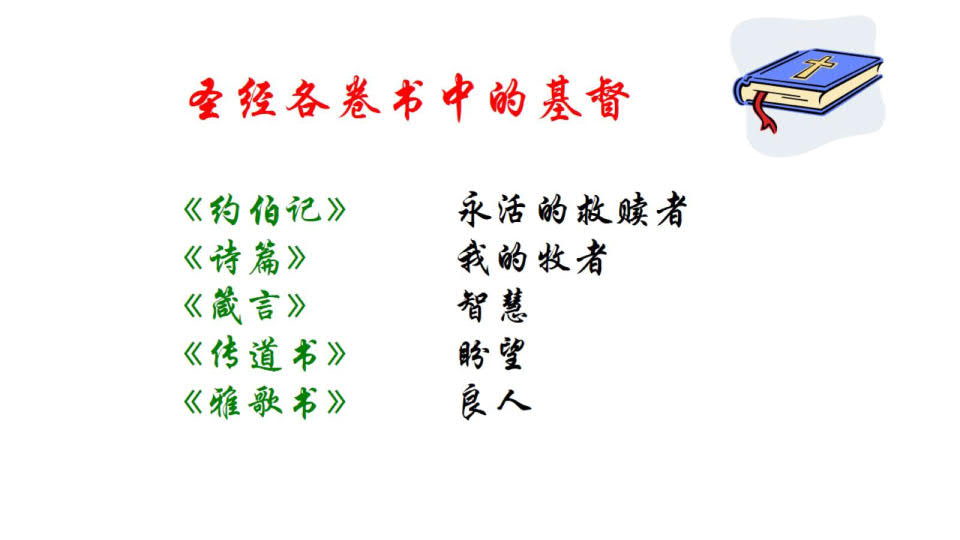 圣经各卷书中的基督
《约伯记》 永活的救赎者
《诗篇》 我的牧者
《箴言》 智慧
《传道书》 盼望
《雅歌书》 良人